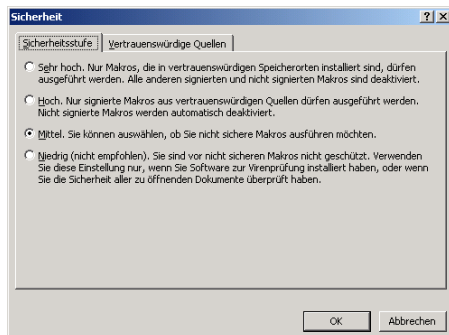 Sicherheit
Sicherheitsstufe Vertrauenswürdige Quellen
Sehr hoch. Nur Makros, die in vertrauenswürdigen Speicherorten installiert sind, dürfen
ausgeführt werden. Alle anderen signierten und nicht signierten Makros sind deaktiviert.
Hoch. Nur signierte Makros aus vertrauenswürdigen Quellen dürfen ausgeführt werden.
Nicht signierte Makros werden automatisch deaktiviert.
Mittel. Sie können auswählen, ob Sie nicht sichere Makros ausführen möchten.
Niedrig (nicht empfohlen). Sie sind vor nicht sicheren Makros nicht geschützt. Verwenden
Sie diese Einstellung nur, wenn Sie Software zur Virenprüfung installiert haben, oder wenn
Sie die Sicherheit aller zu öffnenden Dokumente überprüft haben.
OK Abbrechen